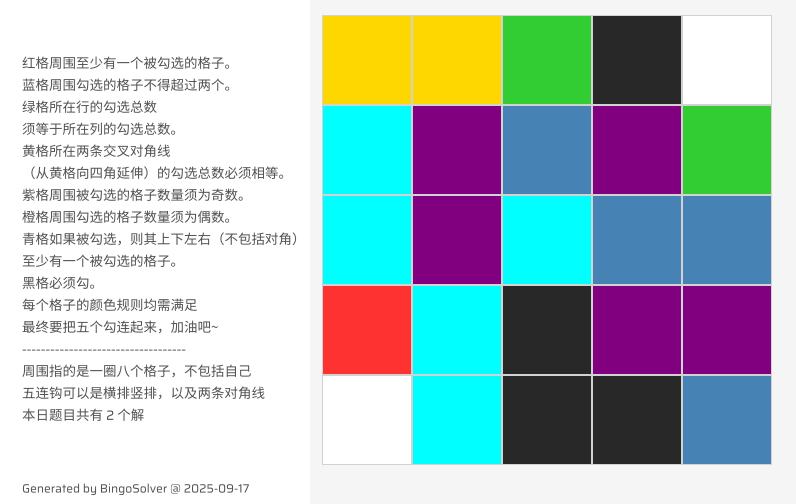 红格周围至少有一个被勾选的格子。
蓝格周围勾选的格子不得超过两个。
绿格所在行的勾选总数
须等于所在列的勾选总数。
黄格所在两条交叉对角线
（从黄格向四角延伸）的勾选总数必须相等。
紫格周围被勾选的格子数量须为奇数。
橙格周围勾选的格子数量须为偶数。
青格如果被勾选，则其上下左右（不包括对角）
至少有一个被勾选的格子。
黑格必须勾。
每个格子的颜色规则均需满足
最终要把五个勾连起来，加油吧~
-----------------------------------
周围指的是一圈八个格子，不包括自己
五连钩可以是横排竖排，以及两条对角线
本日题目共有 2 个解
Generated by BingoSolver @ 2025-09-17